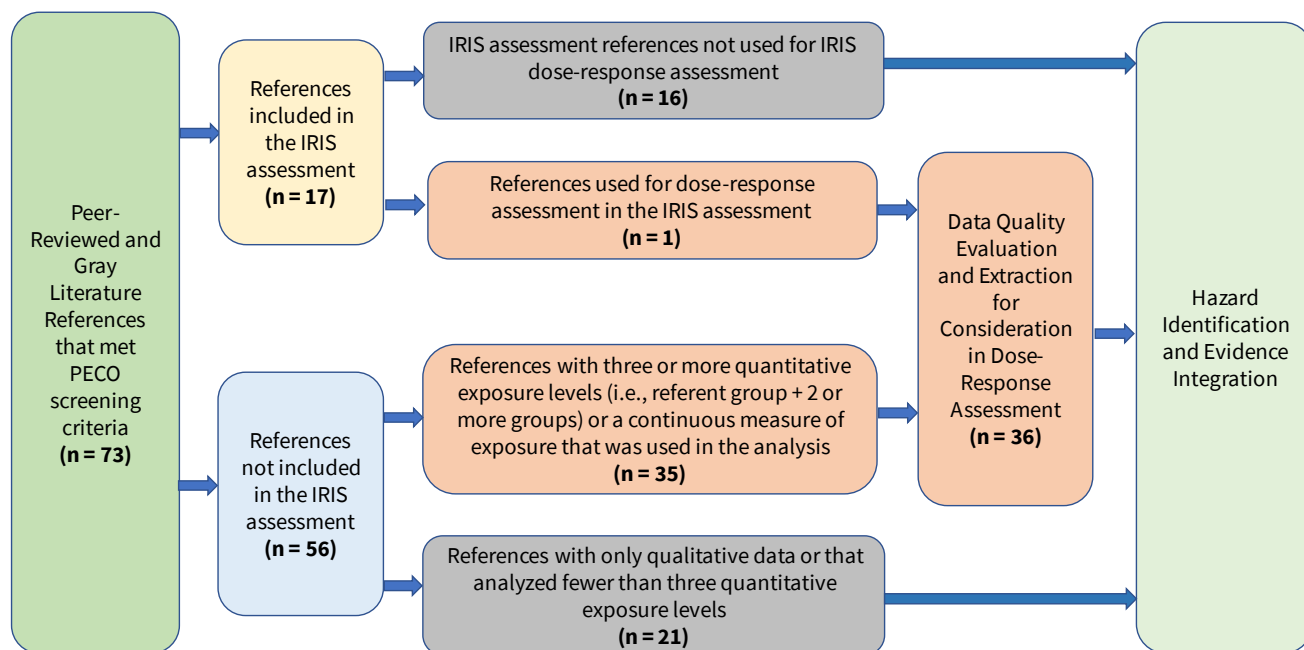 Peer-
Reviewed and
Gray
Literature
References
that met
PECO
screening
criteria
(n = 73)
References
included in
the IRIS
assessment
(n = 17)
References
not included
in the IRIS
assessment
(n = 56)
IRIS assessment references not used for IRIS
dose-response assessment
(n = 16)
References used for dose-response
assessment in the IRIS assessment
(n = 1)
References with three or more quantitative
exposure levels (i.e., referent group + 2 or
more groups) or a continuous measure of
exposure that was used in the analysis
(n = 35)
References with only qualitative data or that
analyzed fewer than three quantitative
exposure levels
(n = 21)
Data Quality
Evaluation
and Extraction
for
Consideration
in Dose-
Response
Assessment
(n = 36)
Hazard
Identification
and Evidence
Integration